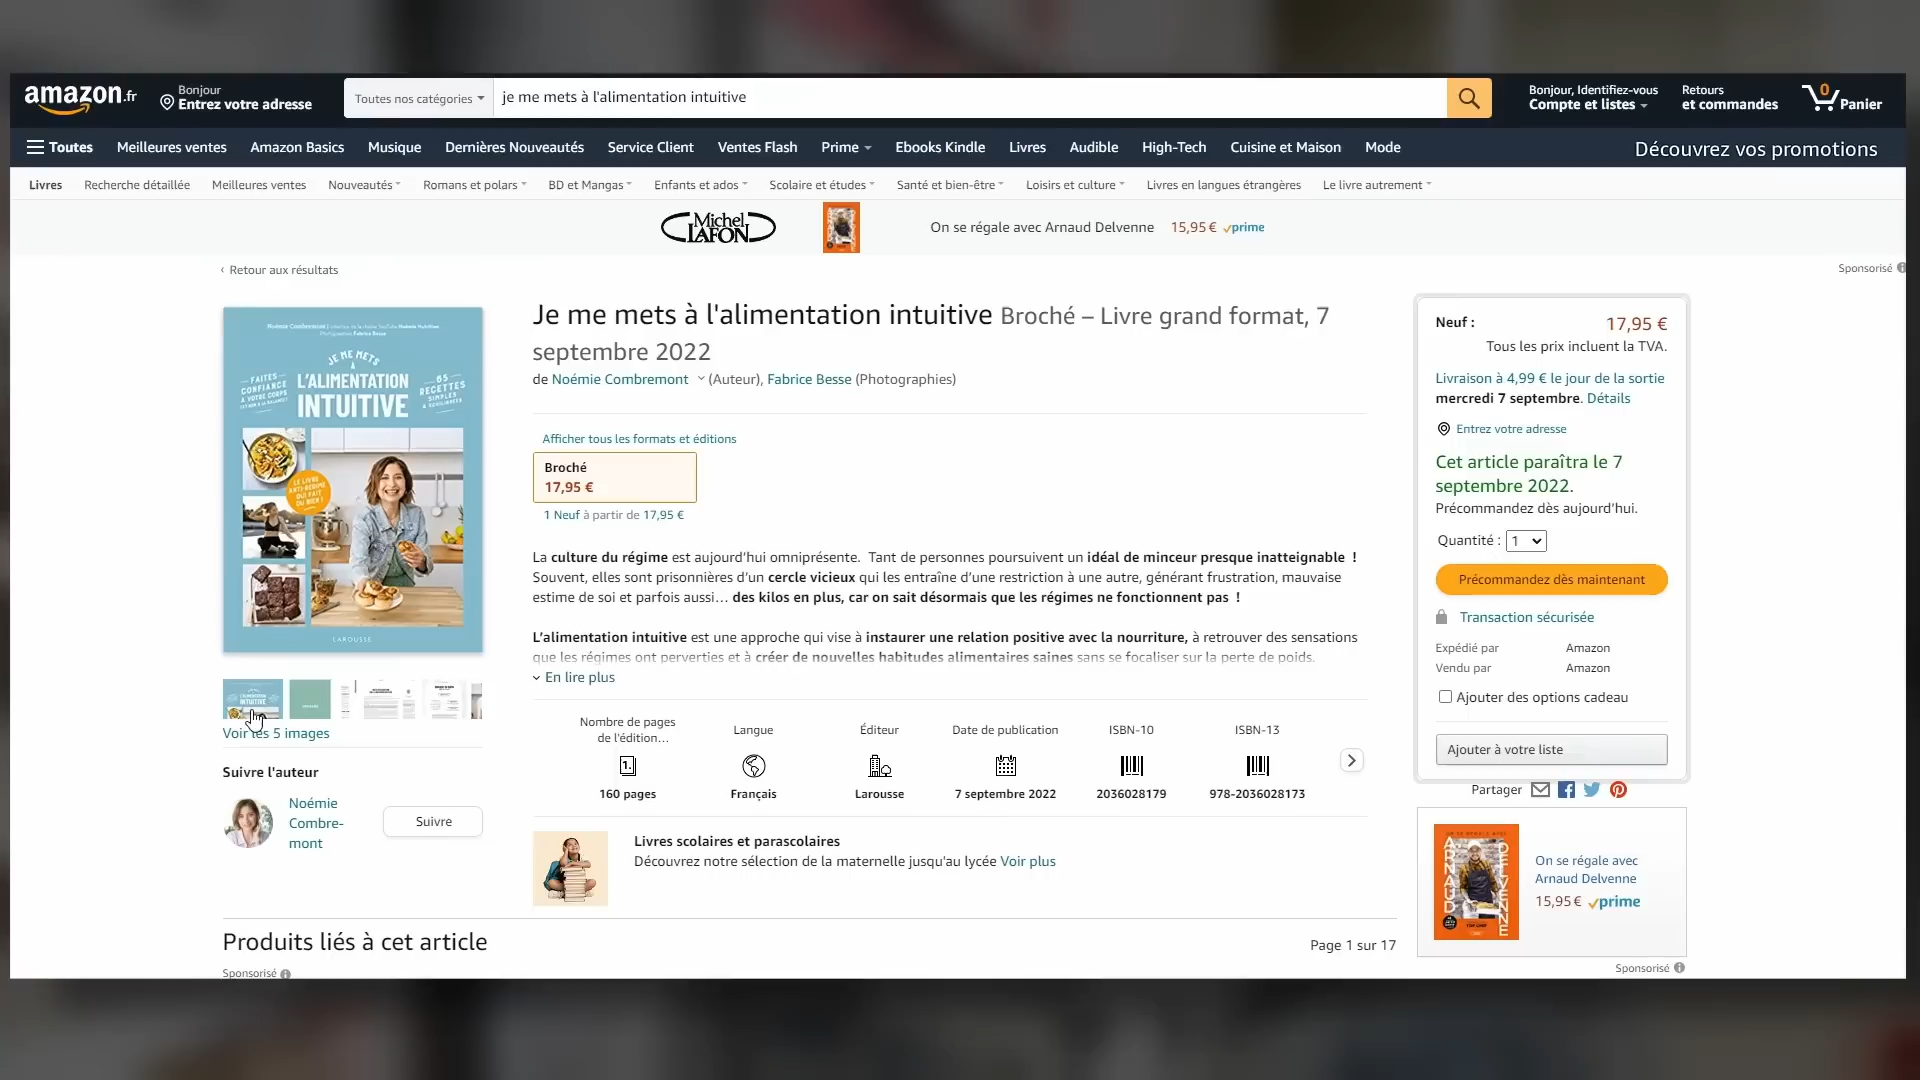 amazon.fr
Bonjour
Entrez votre adresse
Toutes nos catégories
je me mets à l'alimentation intuitive
Bonjour, Identifiez-vous
Compte et listes
Retours
et commandes
0
Panier
Toutes
Meilleures ventes
Amazon Basics
Musique
Dernières Nouveautés
Service Client
Ventes Flash
Prime
Ebooks Kindle
Livres
Audible
High-Tech
Cuisine et Maison
Mode
Découvrez vos promotions
Livres
Recherche détaillée
Meilleures ventes
Nouveautés
Romans et polars
BD et Mangas
Enfants et ados
Scolaire et études
Santé et bien-être
Loisirs et culture
Livres en langues étrangères
Le livre autrement
Michel
LAFON
On se régale avec Arnaud Delvenne 15,95 € prime
‹ Retour aux résultats
Sponsorisé
JE ME METS
À
L'ALIMENTATION
INTUITIVE
FAITES
CONFIANCE
À VOTRE CORPS
65
RECETTES
SIMPLES
& ÉQUILIBRÉES
LE LIVRE
ANTI-RÉGIME
QUI FAIT
DU BIEN !
LAROUSSE
Voir les 5 images
Suivre l'auteur
Noémie
Combre-
mont
Suivre
Je me mets à l'alimentation intuitive Broché – Livre grand format, 7
septembre 2022
de Noémie Combremont (Auteur), Fabrice Besse (Photographies)
Afficher tous les formats et éditions
Broché
17,95 €
1 Neuf à partir de 17,95 €
La culture du régime est aujourd'hui omniprésente. Tant de personnes poursuivent un idéal de minceur presque inatteignable !
Souvent, elles sont prisonnières d'un cercle vicieux qui les entraîne d'une restriction à une autre, générant frustration, mauvaise
estime de soi et parfois aussi… des kilos en plus, car on sait désormais que les régimes ne fonctionnent pas !
L'alimentation intuitive est une approche qui vise à instaurer une relation positive avec la nourriture, à retrouver des sensations
que les régimes ont perverties et à créer de nouvelles habitudes alimentaires saines sans se focaliser sur la perte de poids.
En lire plus
Nombre de pages
de l'édition…
160 pages
Langue
Français
Éditeur
Larousse
Date de publication
7 septembre 2022
ISBN-10
2036028179
ISBN-13
978-2036028173
Livres scolaires et parascolaires
Découvrez notre sélection de la maternelle jusqu'au lycée Voir plus
Neuf :
17,95 €
Tous les prix incluent la TVA.
Livraison à 4,99 € le jour de la sortie
mercredi 7 septembre. Détails
Entrez votre adresse
Cet article paraîtra le 7
septembre 2022.
Précommandez dès aujourd'hui.
Quantité : 1
Précommandez dès maintenant
Transaction sécurisée
Expédié par Amazon
Vendu par Amazon
Ajouter des options cadeau
Ajouter à votre liste
Partager
ARNAUD
DELVENNE
On se régale avec
Arnaud Delvenne
15,95 € prime
Sponsorisé
Produits liés à cet article
Page 1 sur 17
Sponsorisé